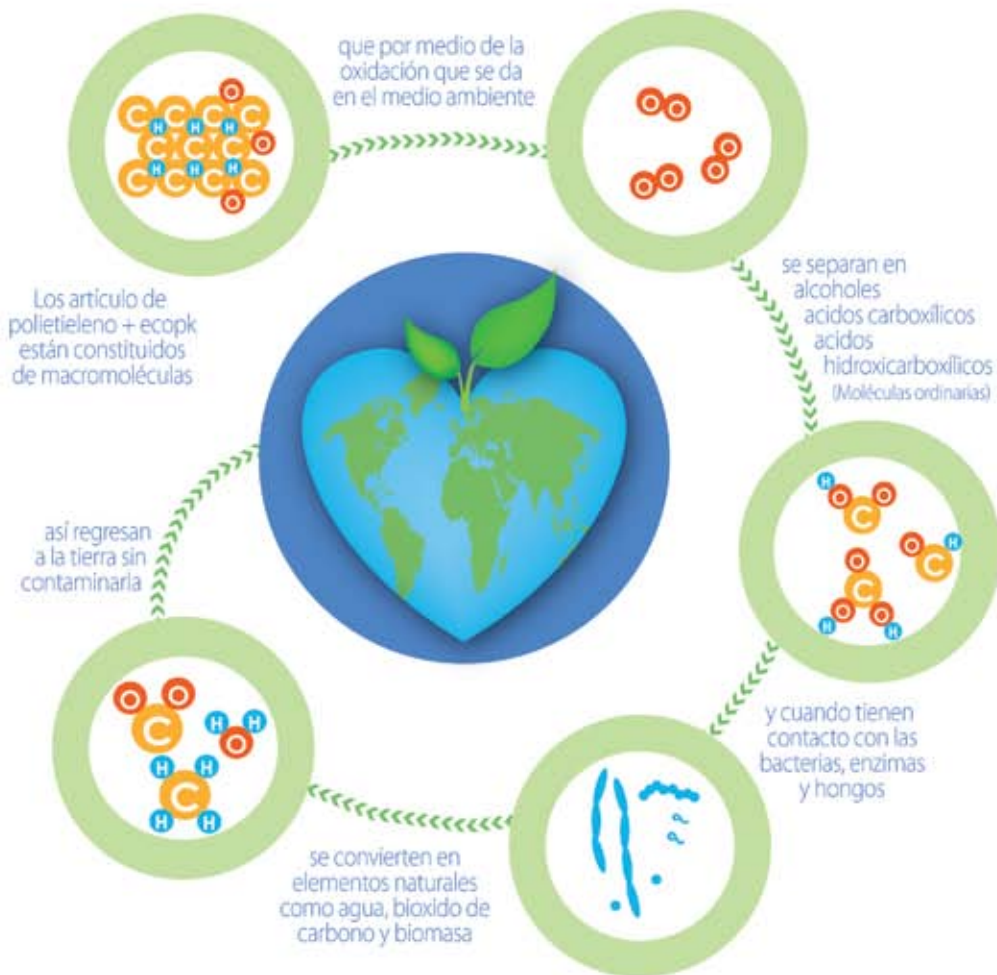 que por medio de la
oxidación que se da
en el medio ambiente
Los artículo de
polietieleno + ecopk
están constituidos
de macromoléculas
se separan en
alcoholes
acidos carboxílicos
acidos
hidroxicarboxílicos
(Moléculas ordinarias)
y cuando tienen
contacto con las
bacterias, enzimas
y hongos
se convierten en
elementos naturales
como agua, bioxido de
carbono y biomasa
así regresan
a la tierra sin
contaminarla
O
C C C C
H H H
C C C O
H H H
C C C C
O
O O
O O
O O
H O O
C
O H
C
O
C
O O
H H
O O
C
H H
O
H H
C
H H